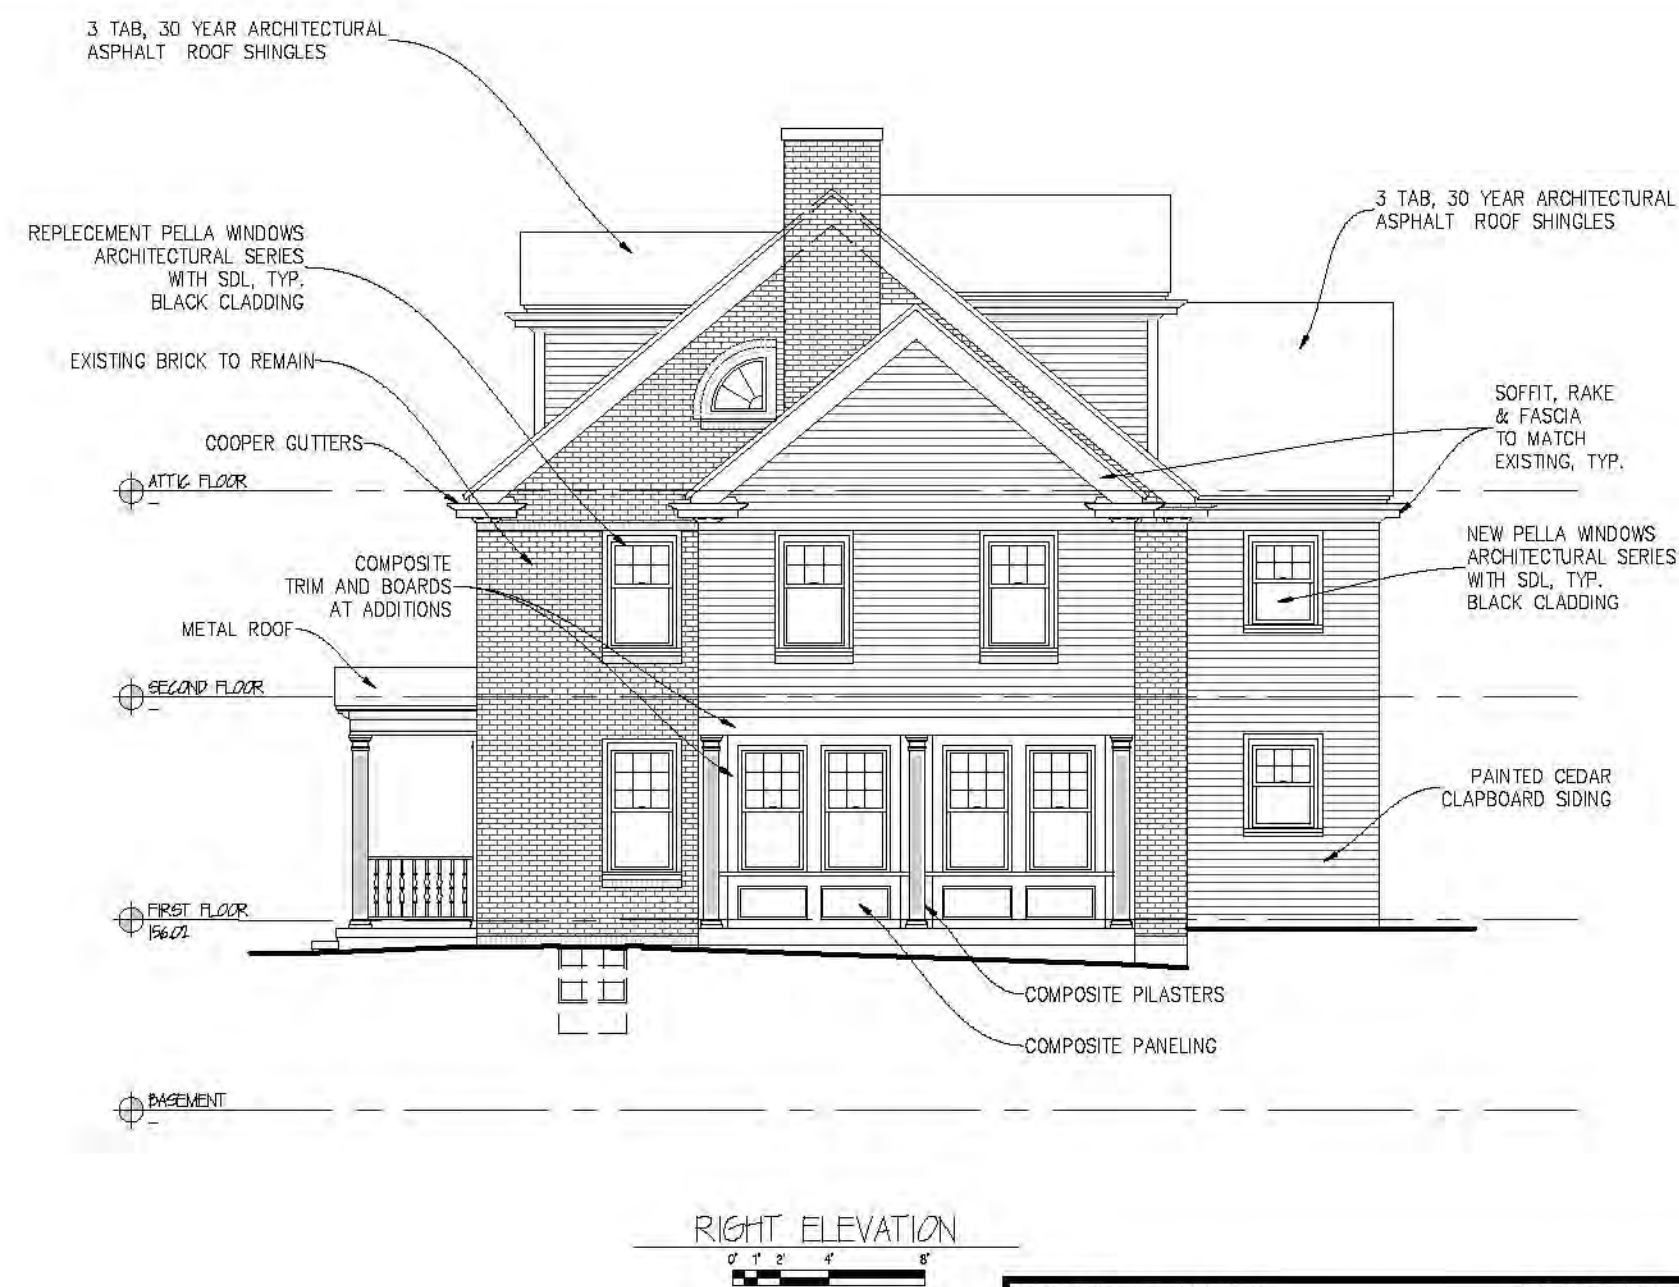 3 TAB, 30 YEAR ARCHITECTURAL
ASPHALT ROOF SHINGLES
3 TAB, 30 YEAR ARCHITECTURAL
ASPHALT ROOF SHINGLES
REPLECEMENT PELLA WINDOWS
ARCHITECTURAL SERIES
WITH SDL, TYP.
BLACK CLADDING
EXISTING BRICK TO REMAIN
SOFFIT, RAKE
& FASCIA
TO MATCH
EXISTING, TYP.
COOPER GUTTERS
ATTIC FLOOR
NEW PELLA WINDOWS
ARCHITECTURAL SERIES
WITH SDL, TYP.
BLACK CLADDING
COMPOSITE
TRIM AND BOARDS
AT ADDITIONS
METAL ROOF
SECOND FLOOR
PAINTED CEDAR
CLAPBOARD SIDING
FIRST FLOOR
156.02
COMPOSITE PILASTERS
COMPOSITE PANELING
BASEMENT
RIGHT ELEVATION
0' 1' 2' 4' 8'